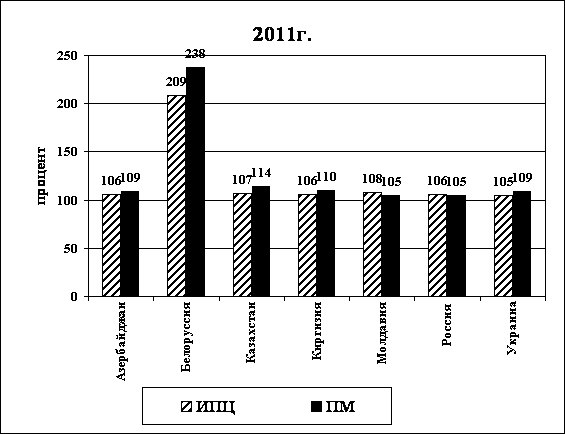 2011г.
процент
250
200
150
100
50
0
106 109
209 238
107 114
106 110
108 105
106 105
105 109
Азербайджан
Белоруссия
Казахстан
Киргизия
Молдавия
Россия
Украина
ИПЦ ПМ